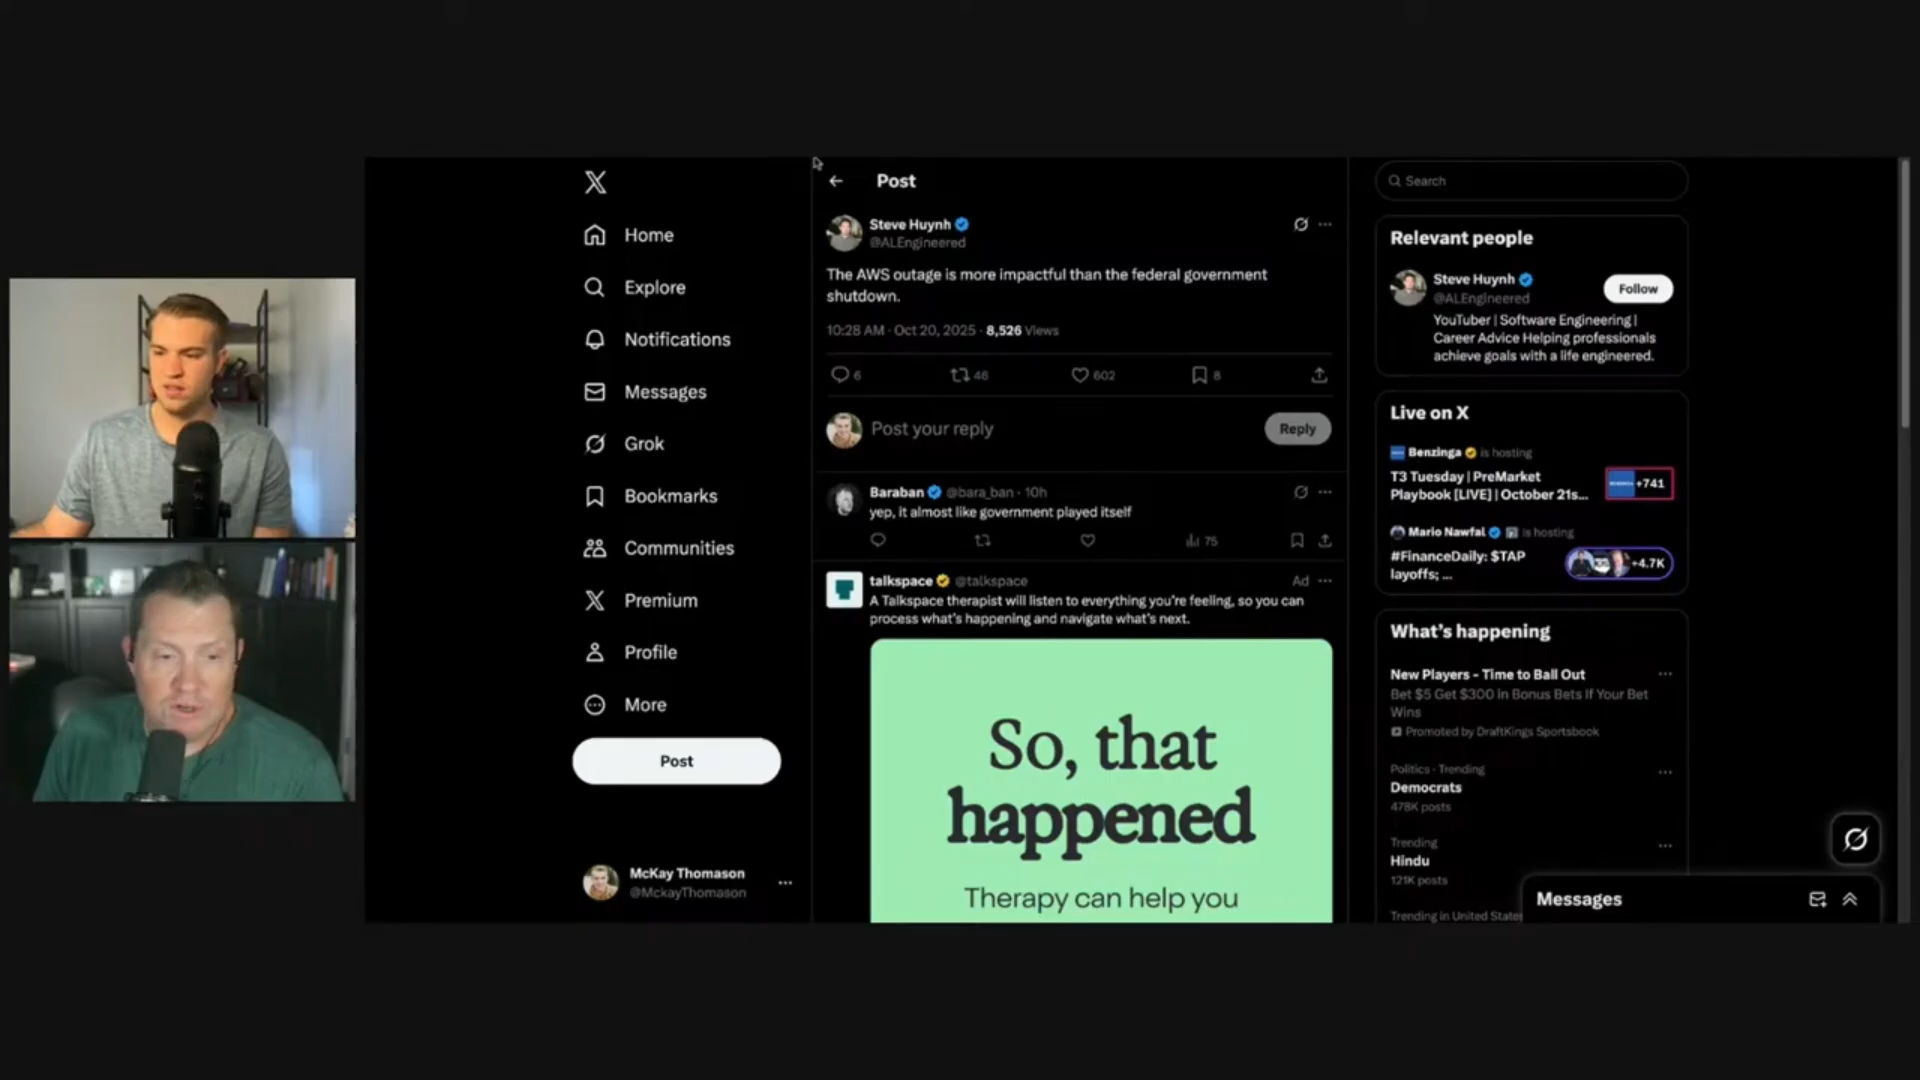 Home
Explore
Notifications
Messages
Grok
Bookmarks
Communities
Premium
Profile
More
Post
McKay Thomason
@MckayThomason
Post
Steve Huynh
@ALEngineered
The AWS outage is more impactful than the federal government
shutdown.
10:28 AM · Oct 20, 2025 · 8,526 Views
6
46
602
8
Post your reply
Reply
Baraban @bara_ban · 10h
yep, it almost like government played itself
75
talkspace @talkspace
Ad
A Talkspace therapist will listen to everything you're feeling, so you can
process what's happening and navigate what's next.
So, that
happened
Therapy can help you
Search
Relevant people
Steve Huynh
@ALEngineered
Follow
YouTuber | Software Engineering |
Career Advice Helping professionals
achieve goals with a life engineered.
Live on X
Benzinga is hosting
T3 Tuesday | PreMarket
Playbook [LIVE] | October 21s...
+741
Mario Nawfal is hosting
#FinanceDaily: $TAP
layoffs; ...
+4.7K
What's happening
New Players - Time to Ball Out
Bet $5 Get $300 in Bonus Bets If Your Bet
Wins
Promoted by DraftKings Sportsbook
Politics · Trending
Democrats
478K posts
Trending
Hindu
121K posts
Trending in United States
Messages